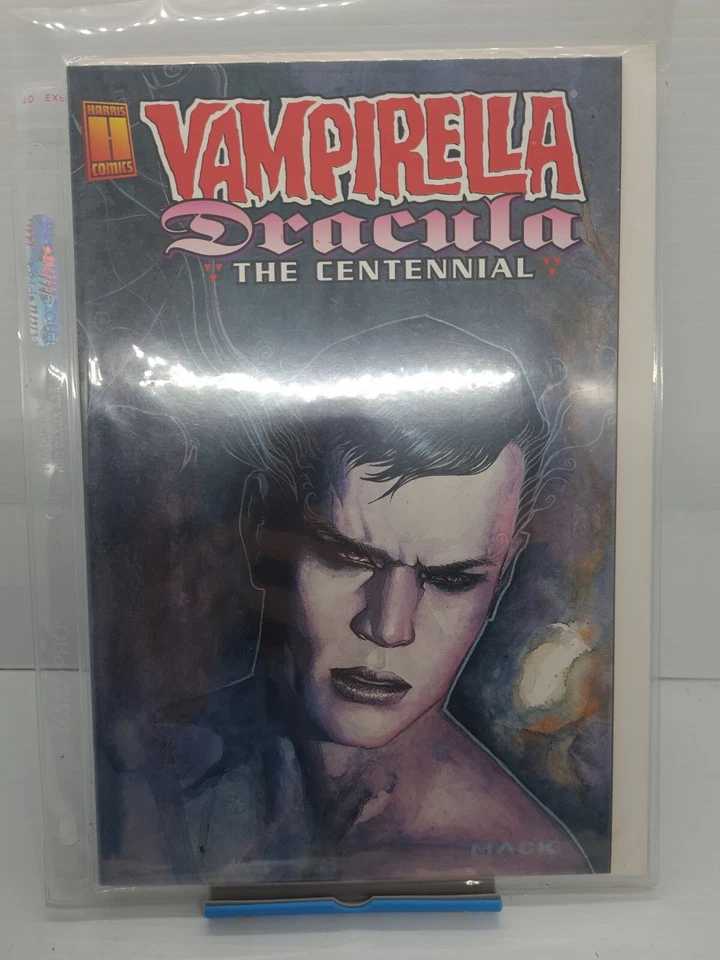 HARRIS
H
COMICS
VAMPIRELLA®
Dracula
THE CENTENNIAL
MACK